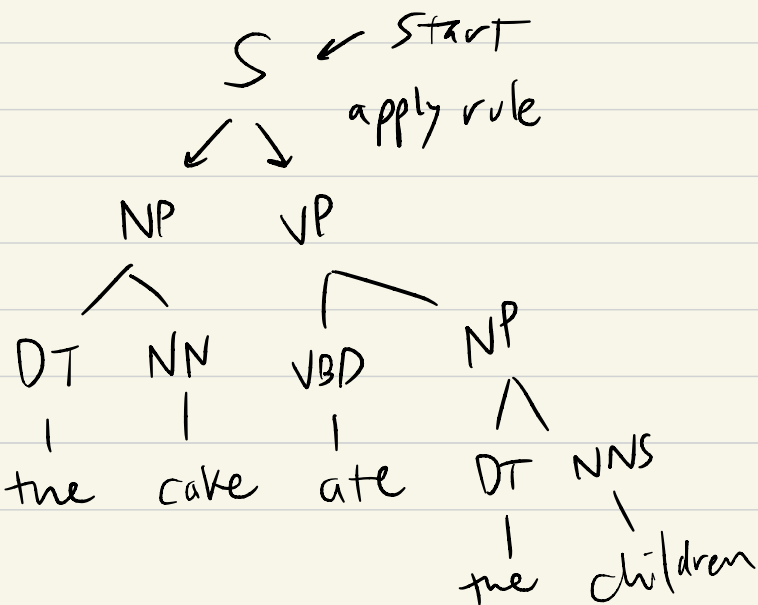 S ← Start
apply rule
NP VP
DT NN VBD NP
the cake ate DT NNS
the children